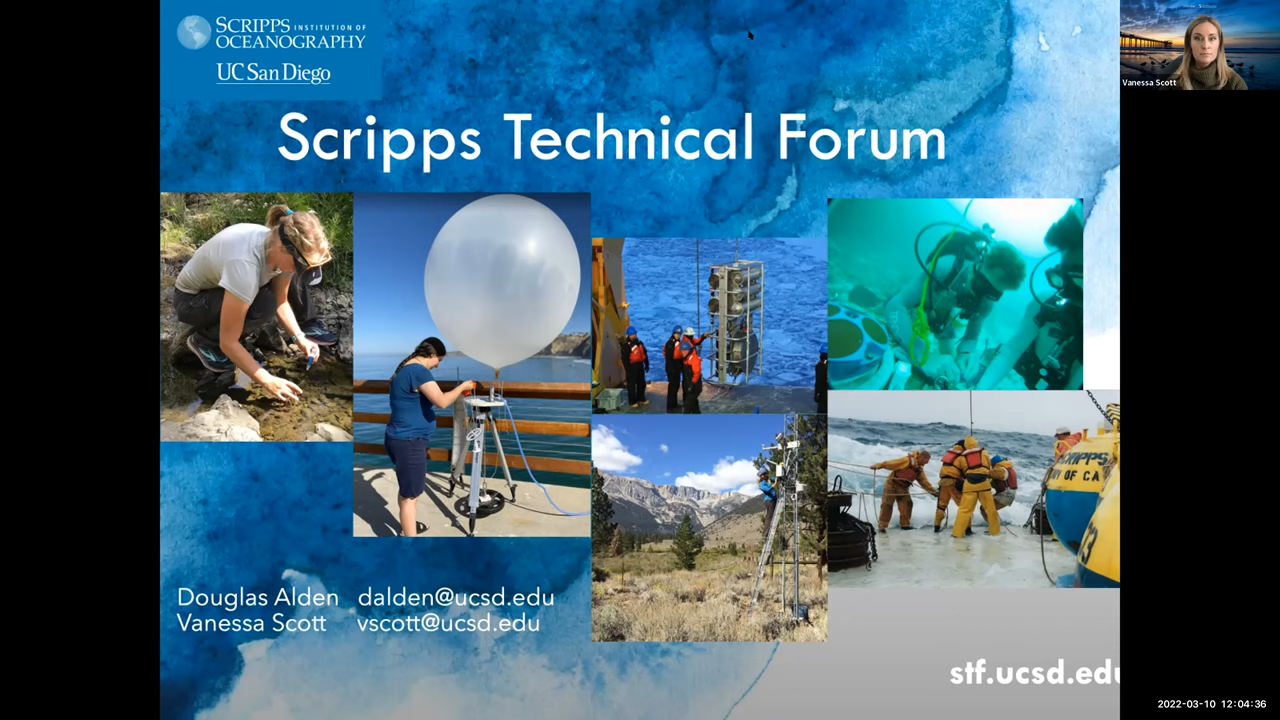 SCRIPPS INSTITUTION OF
OCEANOGRAPHY
UC San Diego
Scripps Technical Forum
SCRIPPS
Douglas Alden dalden@ucsd.edu
Vanessa Scott vscott@ucsd.edu
stf.ucsd.edu
Vanessa Scott
2022-03-10 12:04:36